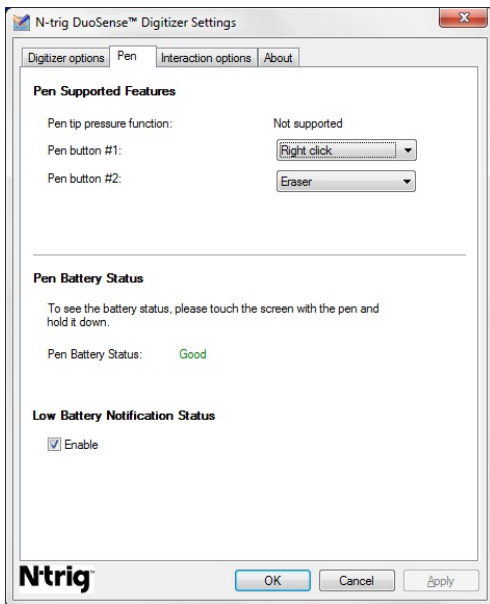 N-trig DuoSense™ Digitizer Settings
Digitizer options Pen Interaction options About
Pen Supported Features
Pen tip pressure function: Not supported
Pen button #1: Right click
Pen button #2: Eraser
Pen Battery Status
To see the battery status, please touch the screen with the pen and
hold it down.
Pen Battery Status: Good
Low Battery Notification Status
Enable
N-trig™ OK Cancel Apply